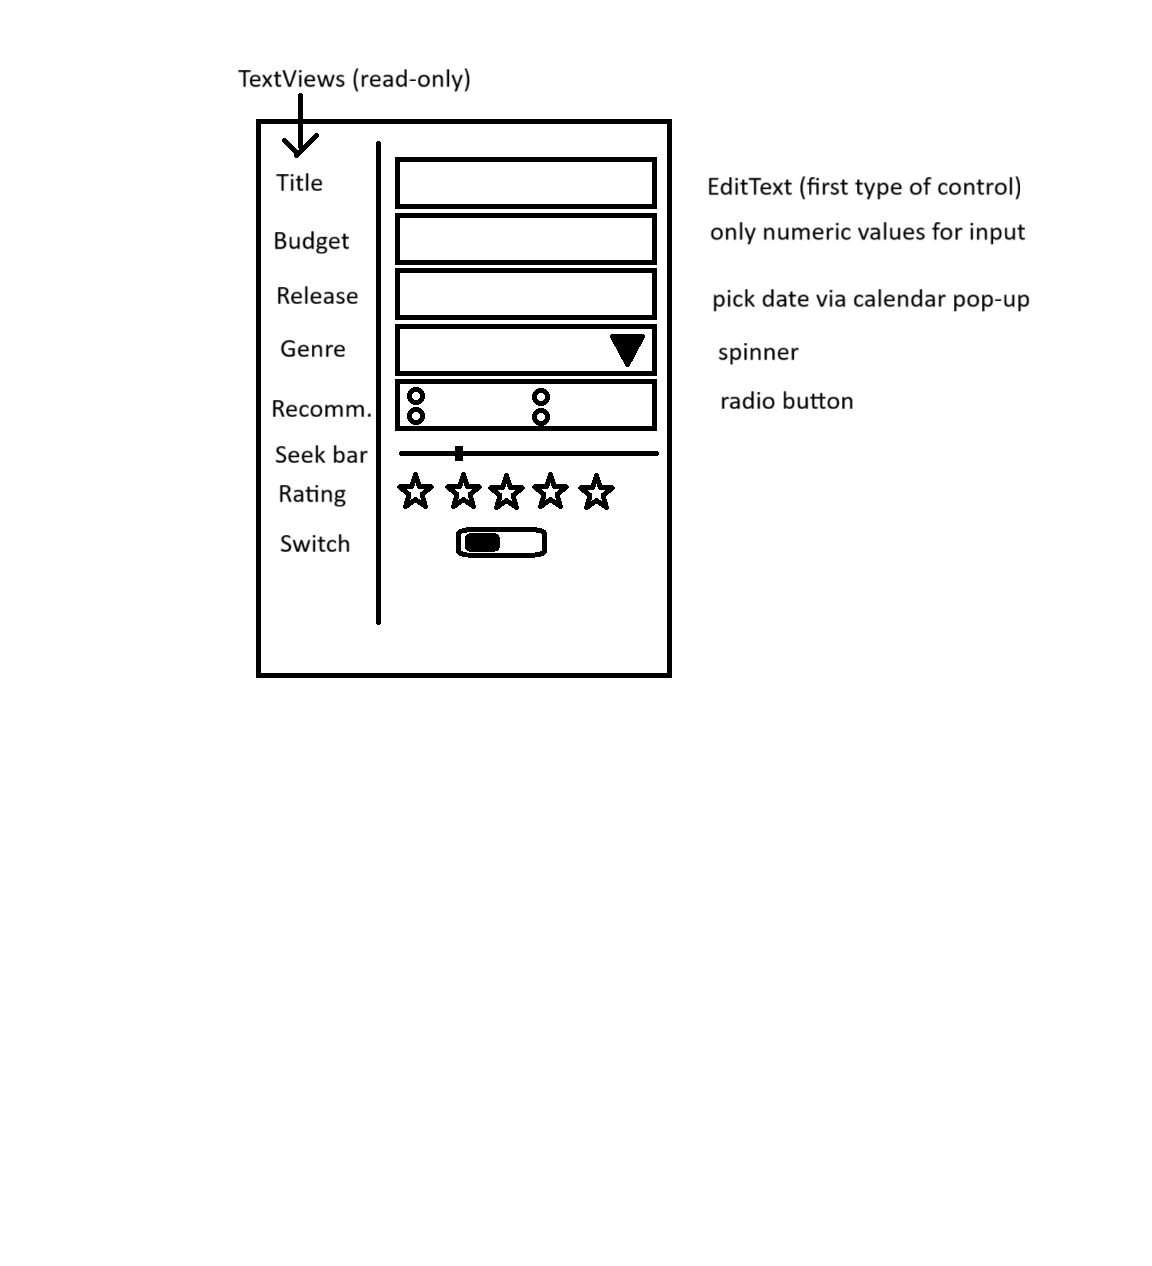 TextViews (read-only)
Title
EditText (first type of control)
Budget
only numeric values for input
Release
pick date via calendar pop-up
Genre
spinner
Recomm.
radio button
Seek bar
Rating
Switch